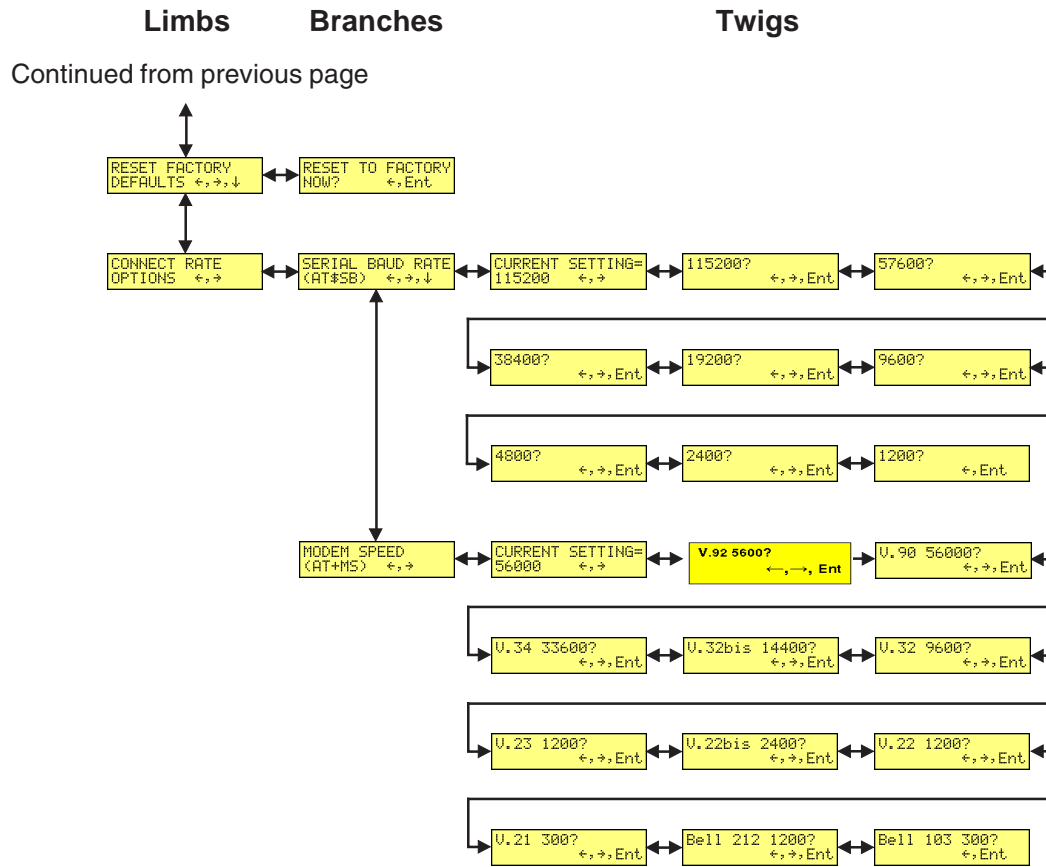 Limbs Branches Twigs
Continued from previous page
RESET FACTORY
DEFAULTS ←,→,↓
RESET TO FACTORY
NOW? ←,Ent
CONNECT RATE
OPTIONS ←,→
SERIAL BAUD RATE
(AT$SB) ←,→,↓
CURRENT SETTING=
115200 ←,→
115200?
←,→,Ent
57600?
←,→,Ent
38400?
←,→,Ent
19200?
←,→,Ent
9600?
←,→,Ent
4800?
←,→,Ent
2400?
←,→,Ent
1200?
←,Ent
MODEM SPEED
(AT+MS) ←,→
CURRENT SETTING=
56000 ←,→
V.92 5600?
←,→, Ent
V.90 56000?
←,→,Ent
V.34 33600?
←,→,Ent
V.32bis 14400?
←,→,Ent
V.32 9600?
←,→,Ent
V.23 1200?
←,→,Ent
V.22bis 2400?
←,→,Ent
V.22 1200?
←,→,Ent
V.21 300?
←,→,Ent
Bell 212 1200?
←,→,Ent
Bell 103 300?
←,Ent